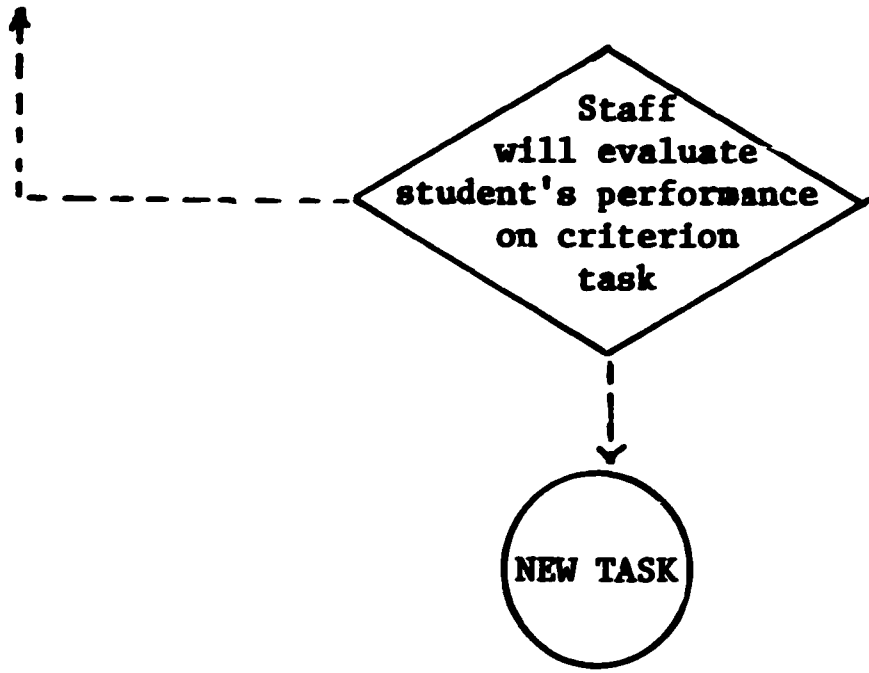 Staff
will evaluate
student's performance
on criterion
task
NEW TASK